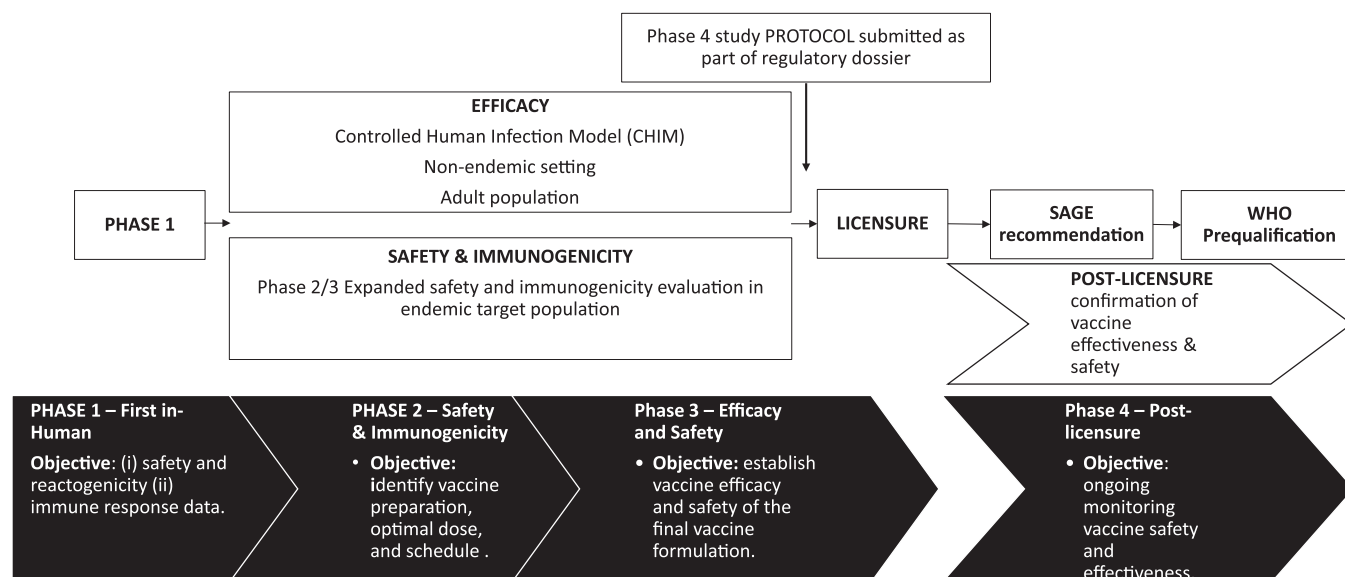 Phase 4 study PROTOCOL submitted as
part of regulatory dossier
EFFICACY
Controlled Human Infection Model (CHIM)
Non-endemic setting
Adult population
PHASE 1
SAFETY & IMMUNOGENICITY
Phase 2/3 Expanded safety and immunogenicity evaluation in
endemic target population
LICENSURE
SAGE
recommendation
WHO
Prequalification
POST-LICENSURE
confirmation of
vaccine
effectiveness &
safety
PHASE 1 – First in-
Human
Objective: (i) safety and
reactogenicity (ii)
immune response data.
PHASE 2 – Safety
& Immunogenicity
• Objective:
identify vaccine
preparation,
optimal dose,
and schedule .
Phase 3 – Efficacy
and Safety
• Objective: establish
vaccine efficacy
and safety of the
final vaccine
formulation.
Phase 4 – Post-
licensure
• Objective:
ongoing
monitoring
vaccine safety
and
effectiveness